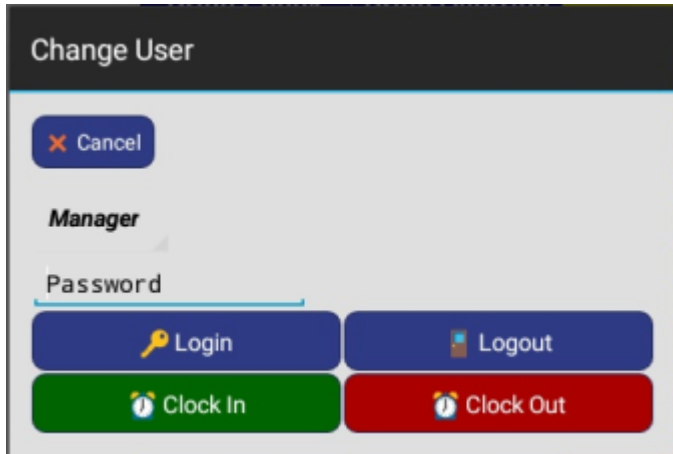 Change User
Cancel
Manager
Password
Login
Logout
Clock In
Clock Out